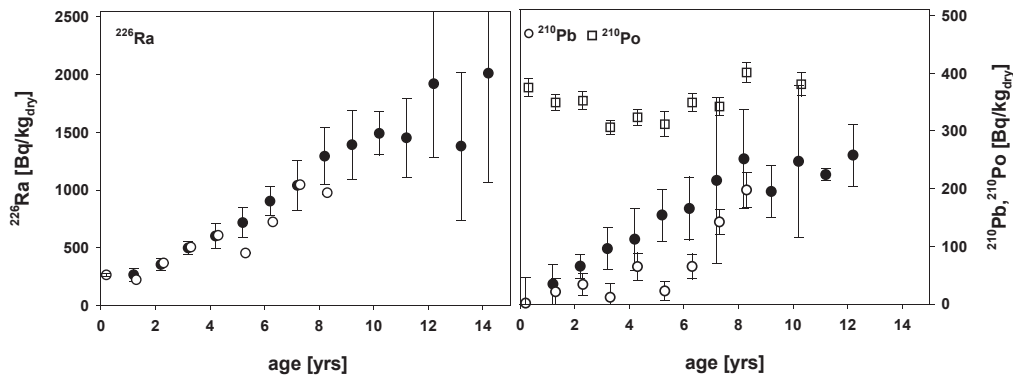 2500
2000
1500
1000
500
0
²²⁶Ra [Bq/kg_dry]
²²⁶Ra
0 2 4 6 8 10 12 14
age [yrs]
²¹⁰Pb ²¹⁰Po
500
400
300
200
100
0
²¹⁰Pb, ²¹⁰Po [Bq/kg_dry]
0 2 4 6 8 10 12 14
age [yrs]